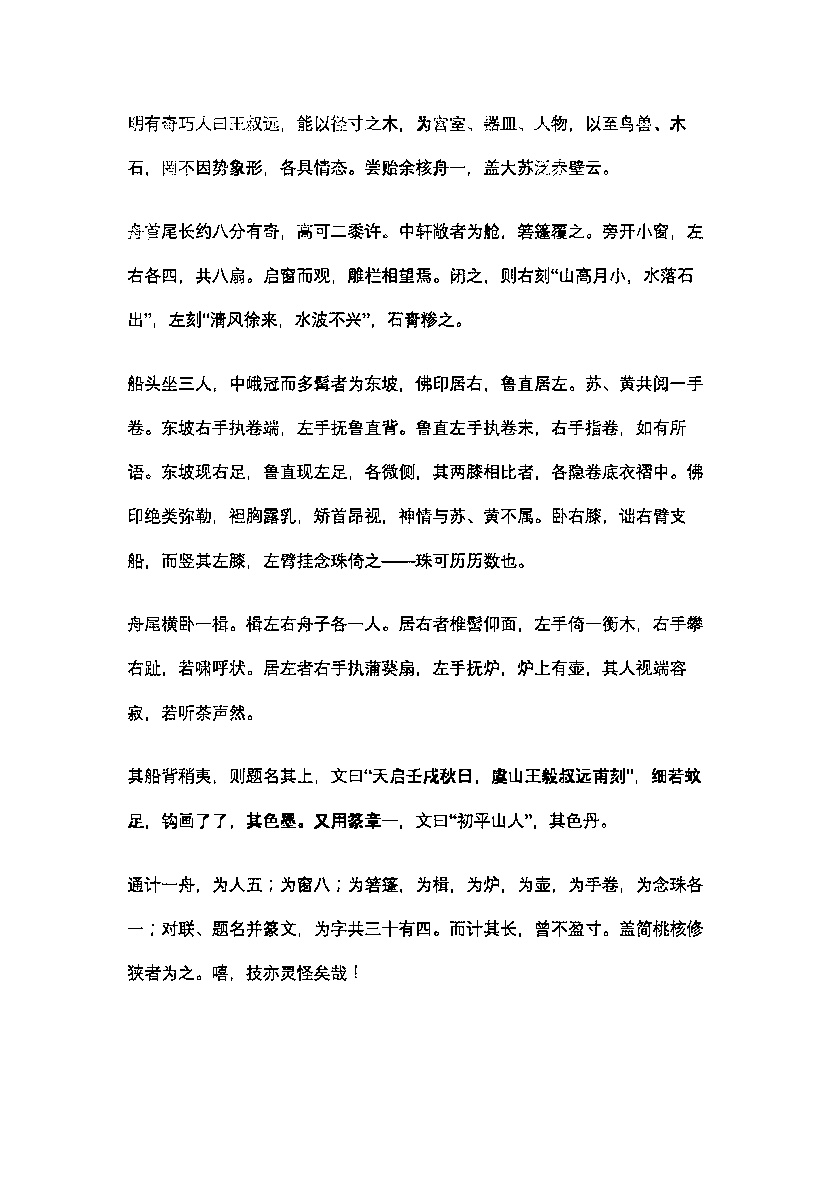 明有奇巧人曰王叔远，能以径寸之木，为宫室、器皿、人物，以至鸟兽、木
石，罔不因势象形，各具情态。尝贻余核舟一，盖大苏泛赤壁云。
舟首尾长约八分有奇，高可二黍许。中轩敞者为舱，箬篷覆之。旁开小窗，左
右各四，共八扇。启窗而观，雕栏相望焉。闭之，则右刻“山高月小，水落石
出”，左刻“清风徐来，水波不兴”，石青糁之。
船头坐三人，中峨冠而多髯者为东坡，佛印居右，鲁直居左。苏、黄共阅一手
卷。东坡右手执卷端，左手抚鲁直背。鲁直左手执卷末，右手指卷，如有所
语。东坡现右足，鲁直现左足，各微侧，其两膝相比者，各隐卷底衣褶中。佛
印绝类弥勒，袒胸露乳，矫首昂视，神情与苏、黄不属。卧右膝，诎右臂支
船，而竖其左膝，左臂挂念珠倚之——珠可历历数也。
舟尾横卧一楫。楫左右舟子各一人。居右者椎髻仰面，左手倚一衡木，右手攀
右趾，若啸呼状。居左者右手执蒲葵扇，左手抚炉，炉上有壶，其人视端容
寂，若听茶声然。
其船背稍夷，则题名其上，文曰“天启壬戌秋日，虞山王毅叔远甫刻”，细若蚊
足，钩画了了，其色墨。又用篆章一，文曰“初平山人”，其色丹。
通计一舟，为人五；为窗八；为箬篷，为楫，为炉，为壶，为手卷，为念珠各
一；对联、题名并篆文，为字共三十有四。而计其长，曾不盈寸。盖简桃核修
狭者为之。嘻，技亦灵怪矣哉！